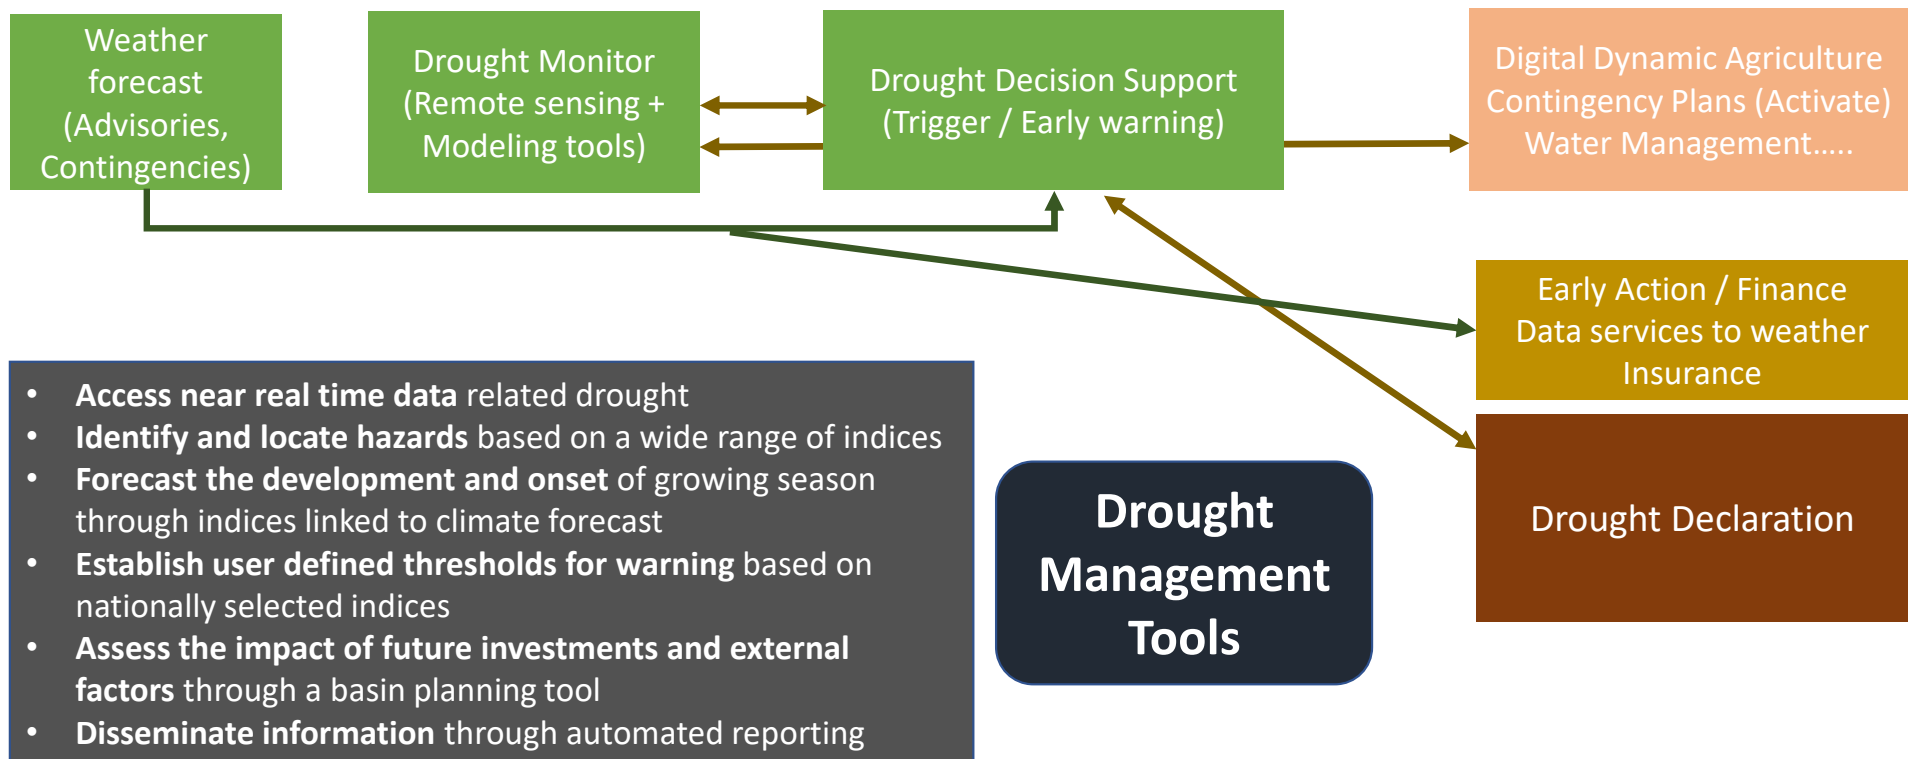 Weather
forecast
(Advisories,
Contingencies)
Drought Monitor
(Remote sensing +
Modeling tools)
Drought Decision Support
(Trigger / Early warning)
Digital Dynamic Agriculture
Contingency Plans (Activate)
Water Management…..
Early Action / Finance
Data services to weather
Insurance
Drought Declaration
• Access near real time data related drought
• Identify and locate hazards based on a wide range of indices
• Forecast the development and onset of growing season
through indices linked to climate forecast
• Establish user defined thresholds for warning based on
nationally selected indices
• Assess the impact of future investments and external
factors through a basin planning tool
• Disseminate information through automated reporting
Drought
Management
Tools